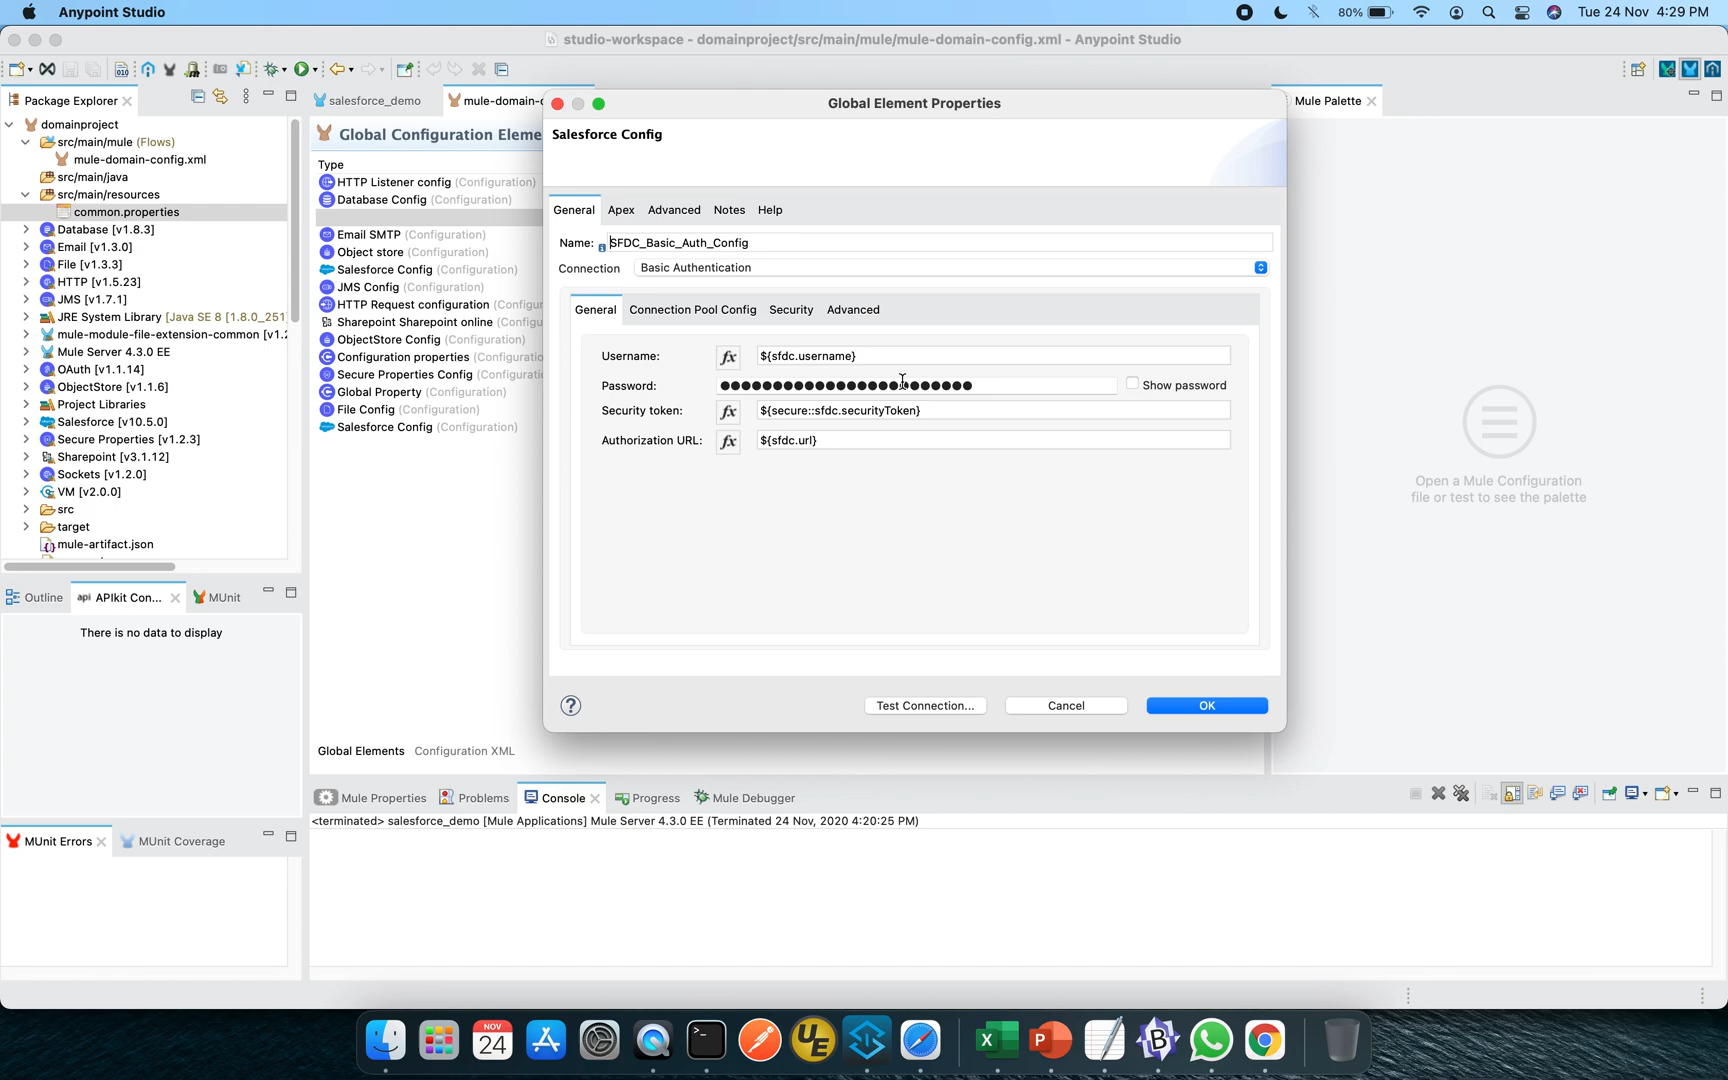 Anypoint Studio
80%
Tue 24 Nov 4:29 PM
studio-workspace - domainproject/src/main/mule/mule-domain-config.xml - Anypoint Studio
Package Explorer
salesforce_demo
mule-domain-c
Mule Palette
domainproject
src/main/mule (Flows)
mule-domain-config.xml
src/main/java
src/main/resources
common.properties
Database [v1.8.3]
Email [v1.3.0]
File [v1.3.3]
HTTP [v1.5.23]
JMS [v1.7.1]
JRE System Library [Java SE 8 [1.8.0_251
mule-module-file-extension-common [v1.2
Mule Server 4.3.0 EE
OAuth [v1.1.14]
ObjectStore [v1.1.6]
Project Libraries
Salesforce [v10.5.0]
Secure Properties [v1.2.3]
Sharepoint [v3.1.12]
Sockets [v1.2.0]
VM [v2.0.0]
src
target
mule-artifact.json
Global Configuration Eleme
Type
HTTP Listener config (Configuration)
Database Config (Configuration)
Email SMTP (Configuration)
Object store (Configuration)
Salesforce Config (Configuration)
JMS Config (Configuration)
HTTP Request configuration (Configur
Sharepoint Sharepoint online (Configu
ObjectStore Config (Configuration)
Configuration properties (Configuratio
Secure Properties Config (Configurati
Global Property (Configuration)
File Config (Configuration)
Salesforce Config (Configuration)
Global Elements Configuration XML
Global Element Properties
Salesforce Config
General Apex Advanced Notes Help
Name: SFDC_Basic_Auth_Config
Connection Basic Authentication
General Connection Pool Config Security Advanced
Username: fx ${sfdc.username}
Password: ●●●●●●●●●●●●●●●●●●●●●●●● Show password
Security token: fx ${secure::sfdc.securityToken}
Authorization URL: fx ${sfdc.url}
? Test Connection... Cancel OK
Open a Mule Configuration
file or test to see the palette
Outline api APIkit Con... MUnit
There is no data to display
MUnit Errors MUnit Coverage
Mule Properties Problems Console Progress Mule Debugger
<terminated> salesforce_demo [Mule Applications] Mule Server 4.3.0 EE (Terminated 24 Nov, 2020 4:20:25 PM)
NOV
24
UE
X
P
B